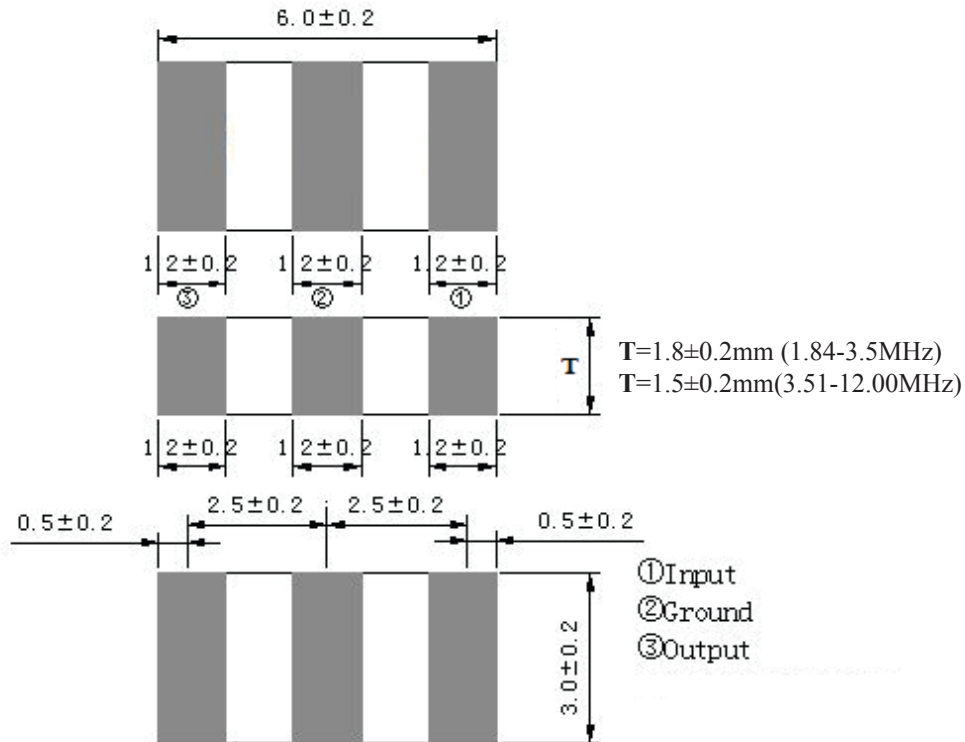 6.0±0.2
1.2±0.2 1.2±0.2 1.2±0.2
③ ② ①
T
T=1.8±0.2mm (1.84-3.5MHz)
T=1.5±0.2mm(3.51-12.00MHz)
1.2±0.2 1.2±0.2 1.2±0.2
0.5±0.2 2.5±0.2 2.5±0.2 0.5±0.2
①Input
②Ground
③Output
3.0±0.2